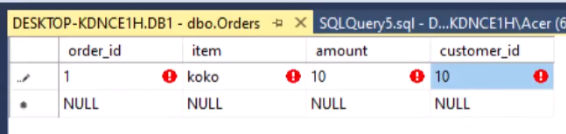 DESKTOP-KDNCE1H.DB1 - dbo.Orders SQLQuery5.sql - D...KDNCE1H\Acer (6
order_id item amount customer_id
1 koko 10 10
NULL NULL NULL NULL